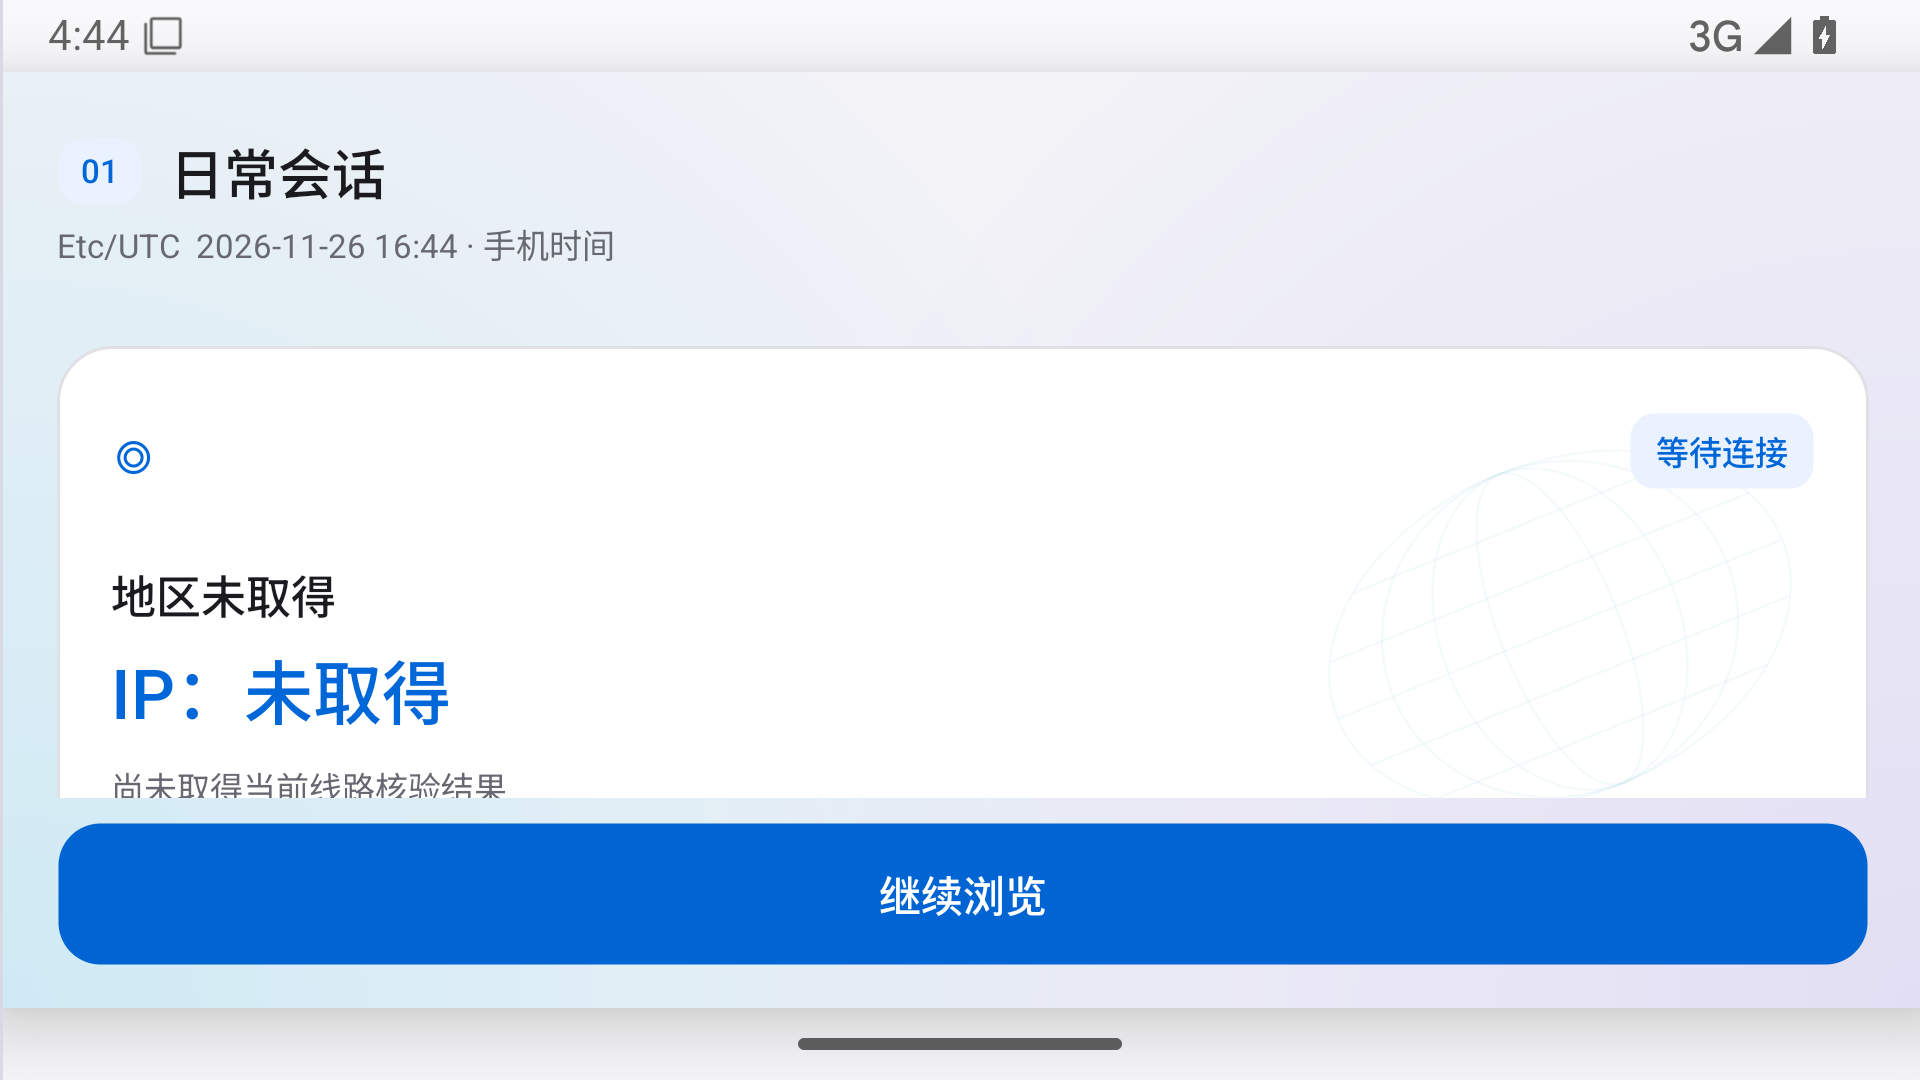 4:44
3G
01 日常会话
Etc/UTC 2026-11-26 16:44 · 手机时间
等待连接
地区未取得
IP：未取得
尚未取得当前线路核验结果
继续浏览